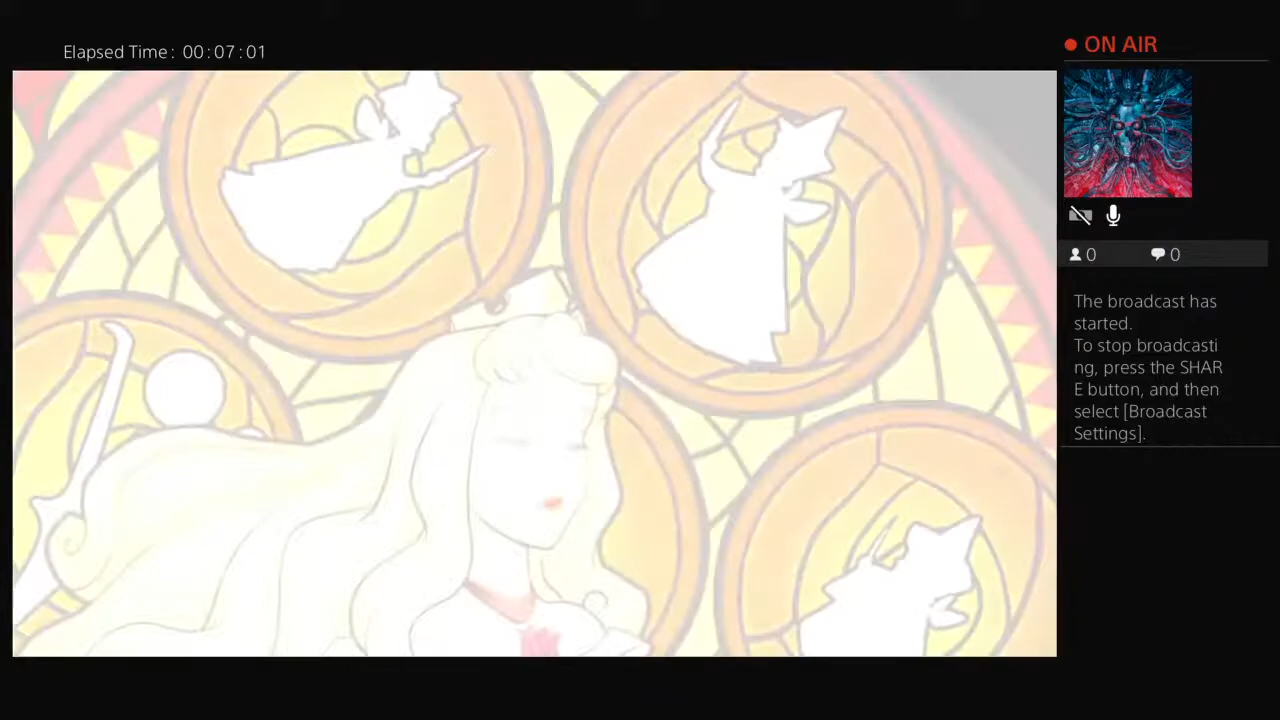 Elapsed Time: 00:07:01
ON AIR
0 0
The broadcast has
started.
To stop broadcasti
ng, press the SHAR
E button, and then
select [Broadcast
Settings].